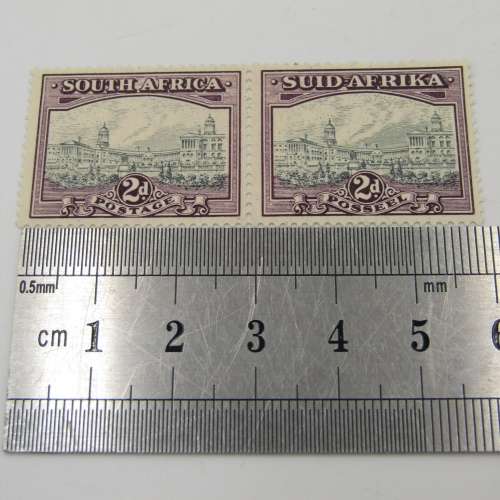 SOUTH AFRICA
2d
POSTAGE
SUID-AFRIKA
2d
POSSEEL
0.5mm
mm
cm 1 2 3 4 5 6